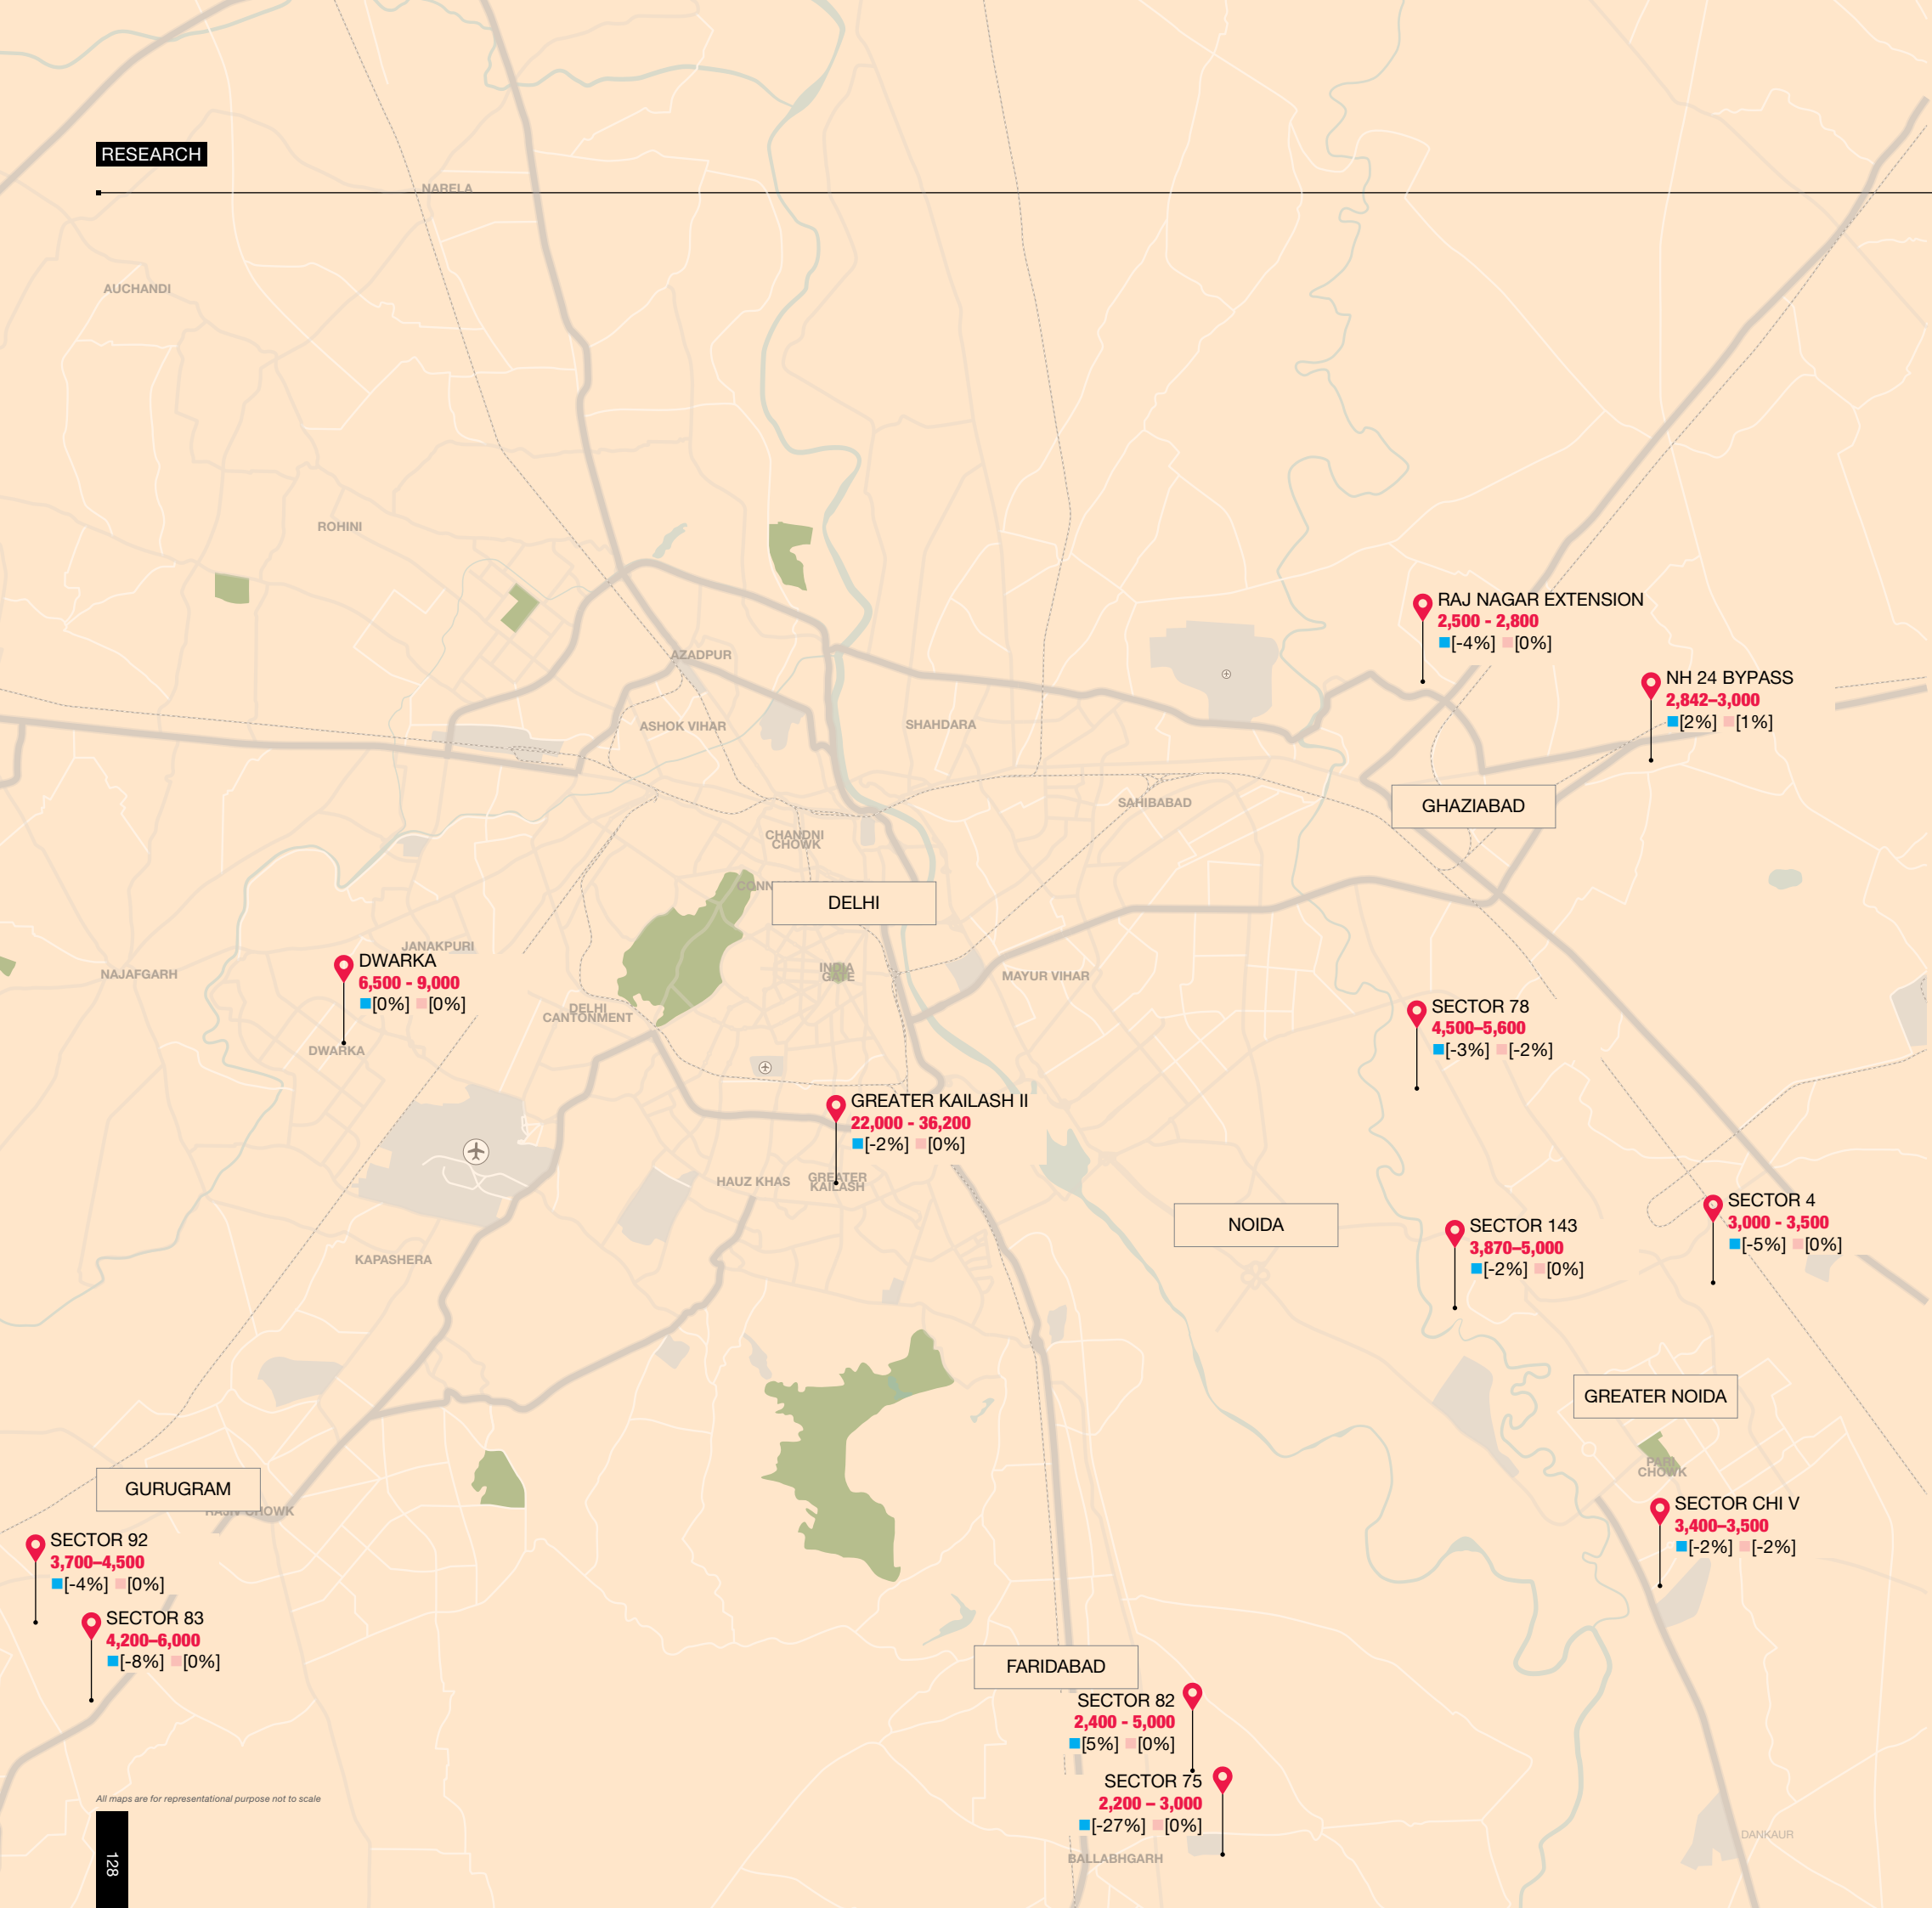 RESEARCH
NARELA
AUCHANDI
ROHINI
RAJ NAGAR EXTENSION
2,500 - 2,800
[-4%] [0%]
AZADPUR
NH 24 BYPASS
2,842–3,000
[2%] [1%]
ASHOK VIHAR
SHAHDARA
SAHIBABAD
GHAZIABAD
CHANDNI
CHOWK
DELHI
JANAKPURI
DWARKA
6,500 - 9,000
[0%] [0%]
NAJAFGARH
INDIA
GATE
MAYUR VIHAR
DELHI
CANTONMENT
SECTOR 78
4,500–5,600
[-3%] [-2%]
DWARKA
GREATER KAILASH II
22,000 - 36,200
[-2%] [0%]
HAUZ KHAS
GREATER
KAILASH
SECTOR 4
3,000 - 3,500
[-5%] [0%]
NOIDA
SECTOR 143
3,870–5,000
[-2%] [0%]
KAPASHERA
GREATER NOIDA
PARI
CHOWK
GURUGRAM
RAJIV CHOWK
SECTOR CHI V
3,400–3,500
[-2%] [-2%]
SECTOR 92
3,700–4,500
[-4%] [0%]
SECTOR 83
4,200–6,000
[-8%] [0%]
FARIDABAD
SECTOR 82
2,400 - 5,000
[5%] [0%]
SECTOR 75
2,200 – 3,000
[-27%] [0%]
All maps are for representational purpose not to scale
DANKAUR
BALLABHGARH
128